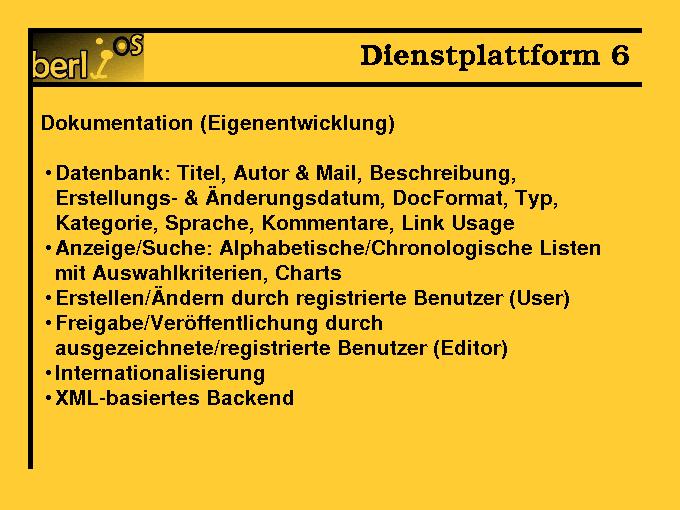 berliOS
Dienstplattform 6
Dokumentation (Eigenentwicklung)
•Datenbank: Titel, Autor & Mail, Beschreibung,
Erstellungs- & Änderungsdatum, DocFormat, Typ,
Kategorie, Sprache, Kommentare, Link Usage
•Anzeige/Suche: Alphabetische/Chronologische Listen
mit Auswahlkriterien, Charts
•Erstellen/Ändern durch registrierte Benutzer (User)
•Freigabe/Veröffentlichung durch
ausgezeichnete/registrierte Benutzer (Editor)
•Internationalisierung
•XML-basiertes Backend